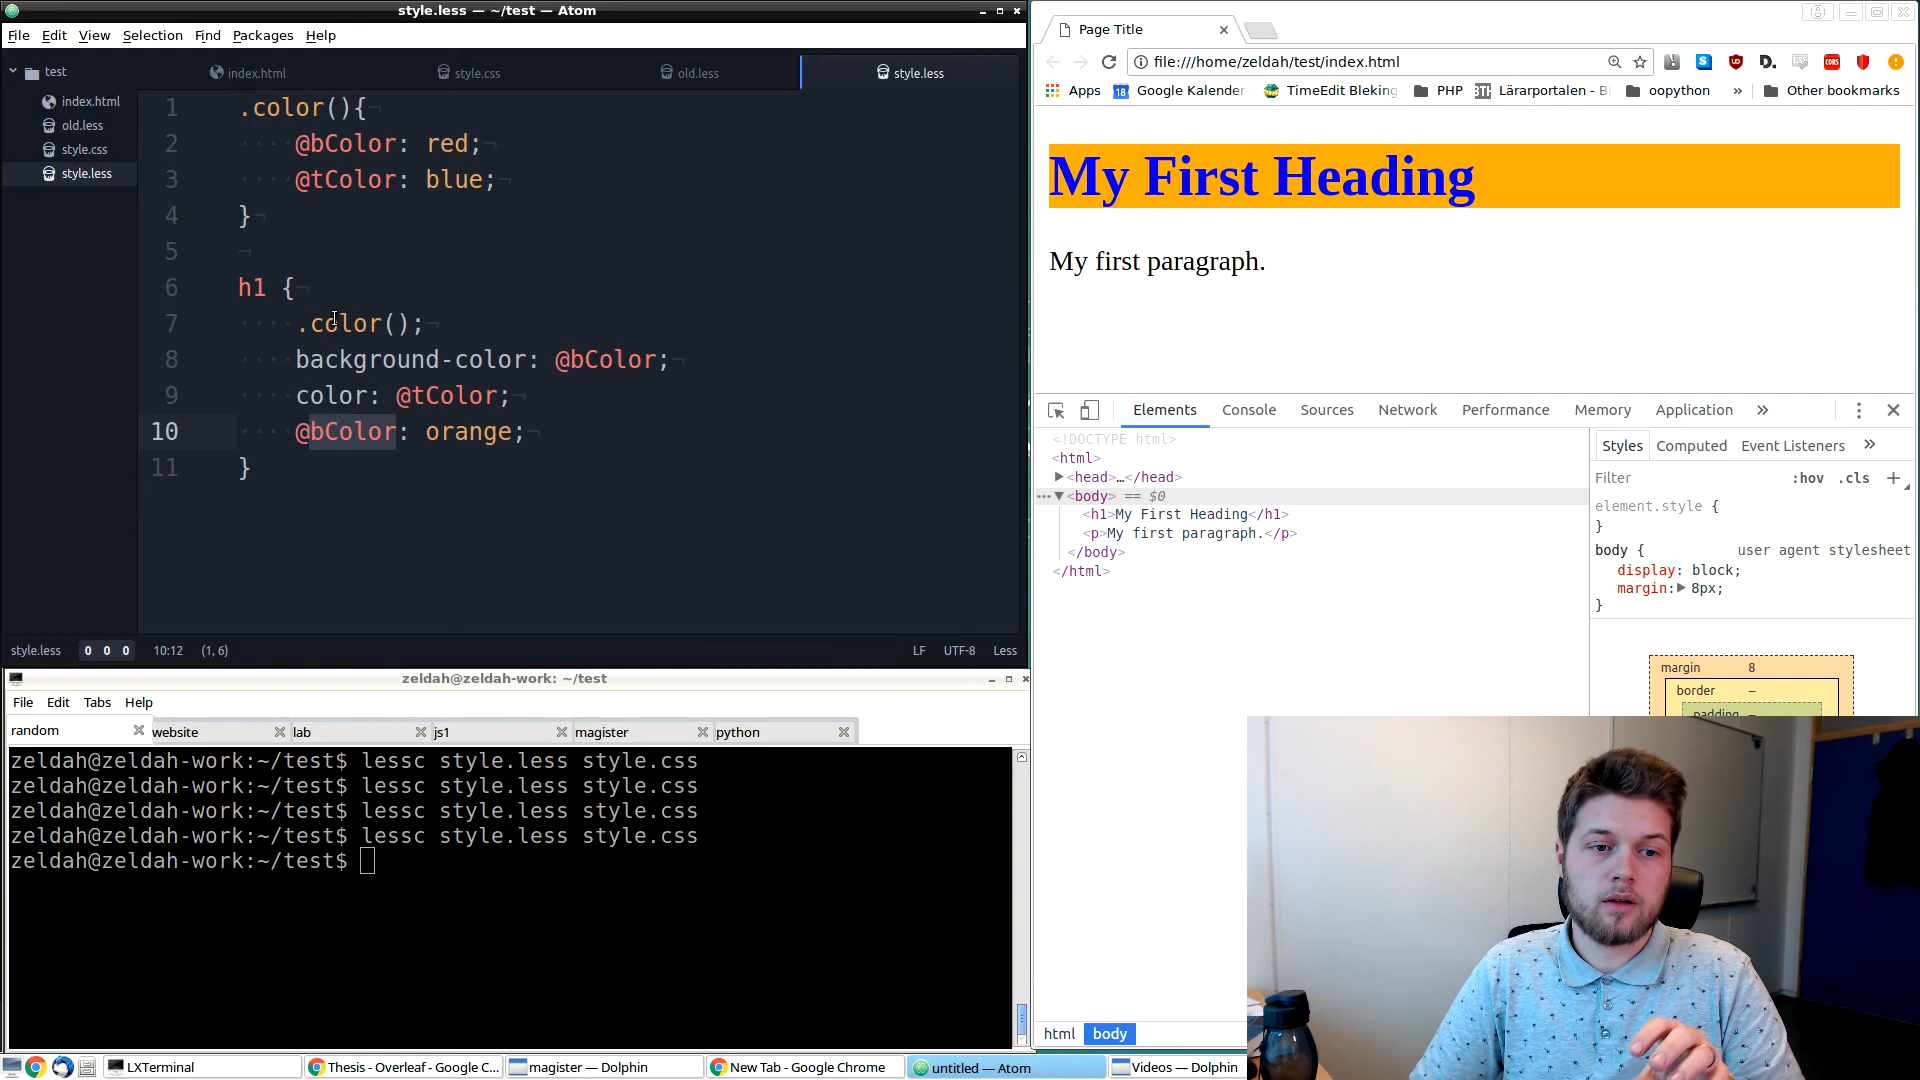 style.less — ~/test — Atom
File Edit View Selection Find Packages Help
test
index.html
old.less
style.css
style.less
index.html style.css old.less style.less
1 .color(){
2 @bColor: red;
3 @tColor: blue;
4 }
5
6 h1 {
7 .color();
8 background-color: @bColor;
9 color: @tColor;
10 @bColor: orange;
11 }
style.less 0 0 0 10:12 (1, 6) LF UTF-8 Less
zeldah@zeldah-work: ~/test
File Edit Tabs Help
random website lab js1 magister python
zeldah@zeldah-work:~/test$ lessc style.less style.css
zeldah@zeldah-work:~/test$ lessc style.less style.css
zeldah@zeldah-work:~/test$ lessc style.less style.css
zeldah@zeldah-work:~/test$ lessc style.less style.css
zeldah@zeldah-work:~/test$
Page Title
file:///home/zeldah/test/index.html
Apps Google Kalender TimeEdit Bleking PHP Lärarportalen - B oopython » Other bookmarks
My First Heading
My first paragraph.
Elements Console Sources Network Performance Memory Application »
<!DOCTYPE html>
<html>
<head>…</head>
<body> == $0
<h1>My First Heading</h1>
<p>My first paragraph.</p>
</body>
</html>
Styles Computed Event Listeners »
Filter :hov .cls +
element.style {
}
body { user agent stylesheet
display: block;
margin: 8px;
}
margin 8
border –
padding –
html body
LXTerminal Thesis - Overleaf - Google C... magister — Dolphin New Tab - Google Chrome untitled — Atom Videos — Dolphin